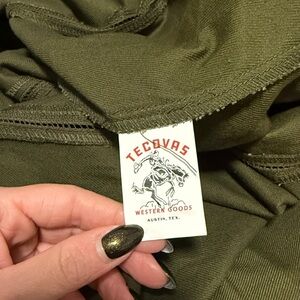 TECOVAS
WESTERN GOODS
AUSTIN, TEX.